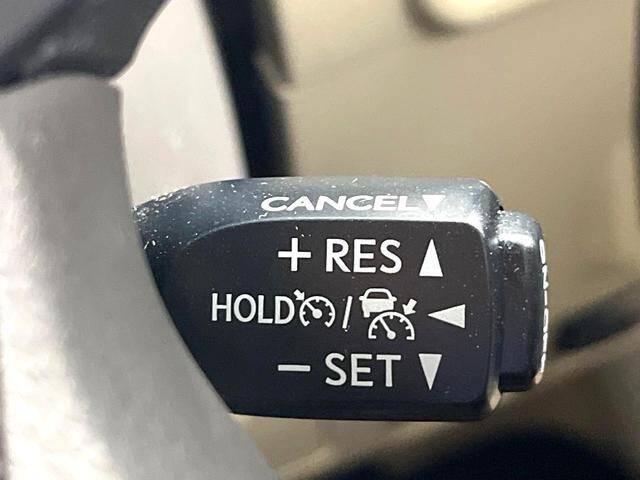 CANCEL▼
+ RES ▲
HOLD / ◄
− SET ▼